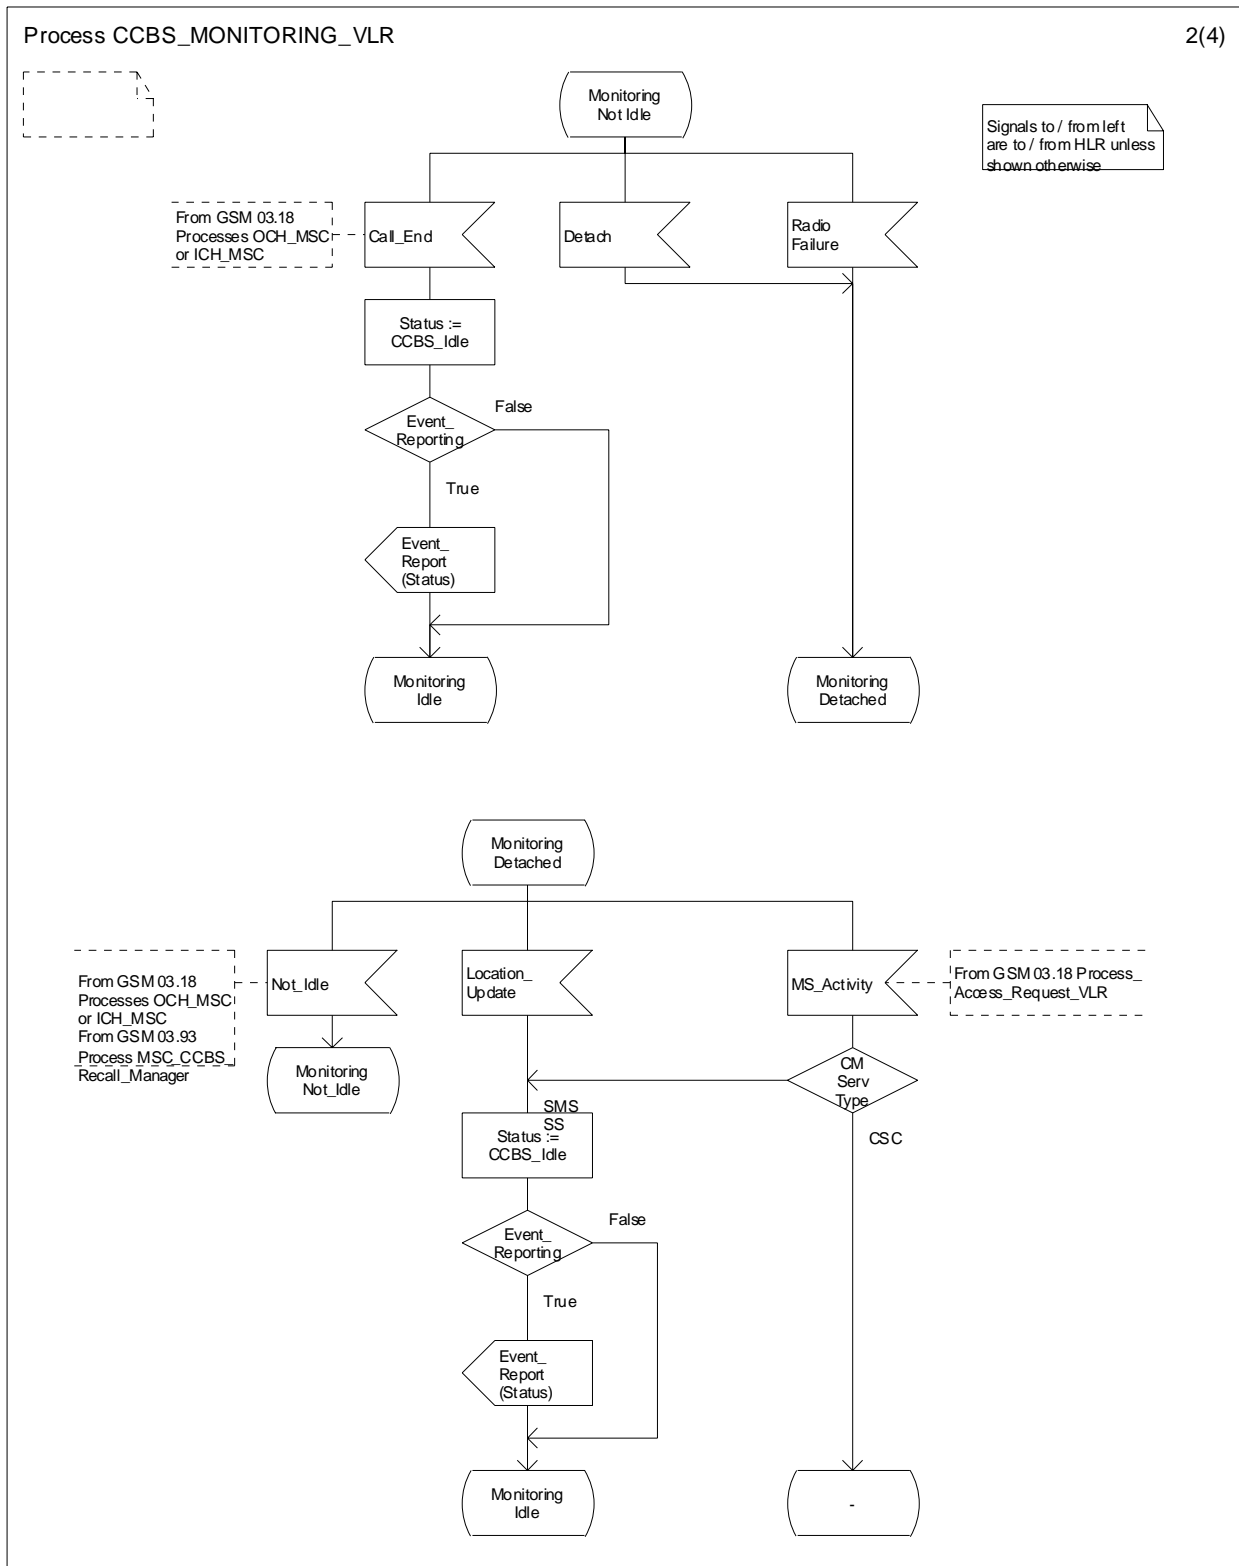 Process CCBS_MONITORING_VLR
2(4)
Monitoring
Not Idle
Signals to / from left
are to / from HLR unless
shown otherwise
From GSM 03.18
Processes OCH_MSC
or ICH_MSC
Call_End
Detach
Radio
Failure
Status :=
CCBS_Idle
Event_
Reporting
False
True
Event_
Report
(Status)
Monitoring
Idle
Monitoring
Detached
Monitoring
Detached
From GSM 03.18
Processes OCH_MSC
or ICH_MSC
From GSM 03.93
Process MSC_CCBS_
Recall_Manager
Not_Idle
Location_
Update
MS_Activity
From GSM 03.18 Process_
Access_Request_VLR
Monitoring
Not_Idle
CM
Serv
Type
SMS
SS
CSC
Status :=
CCBS_Idle
Event_
Reporting
False
True
Event_
Report
(Status)
Monitoring
Idle
-